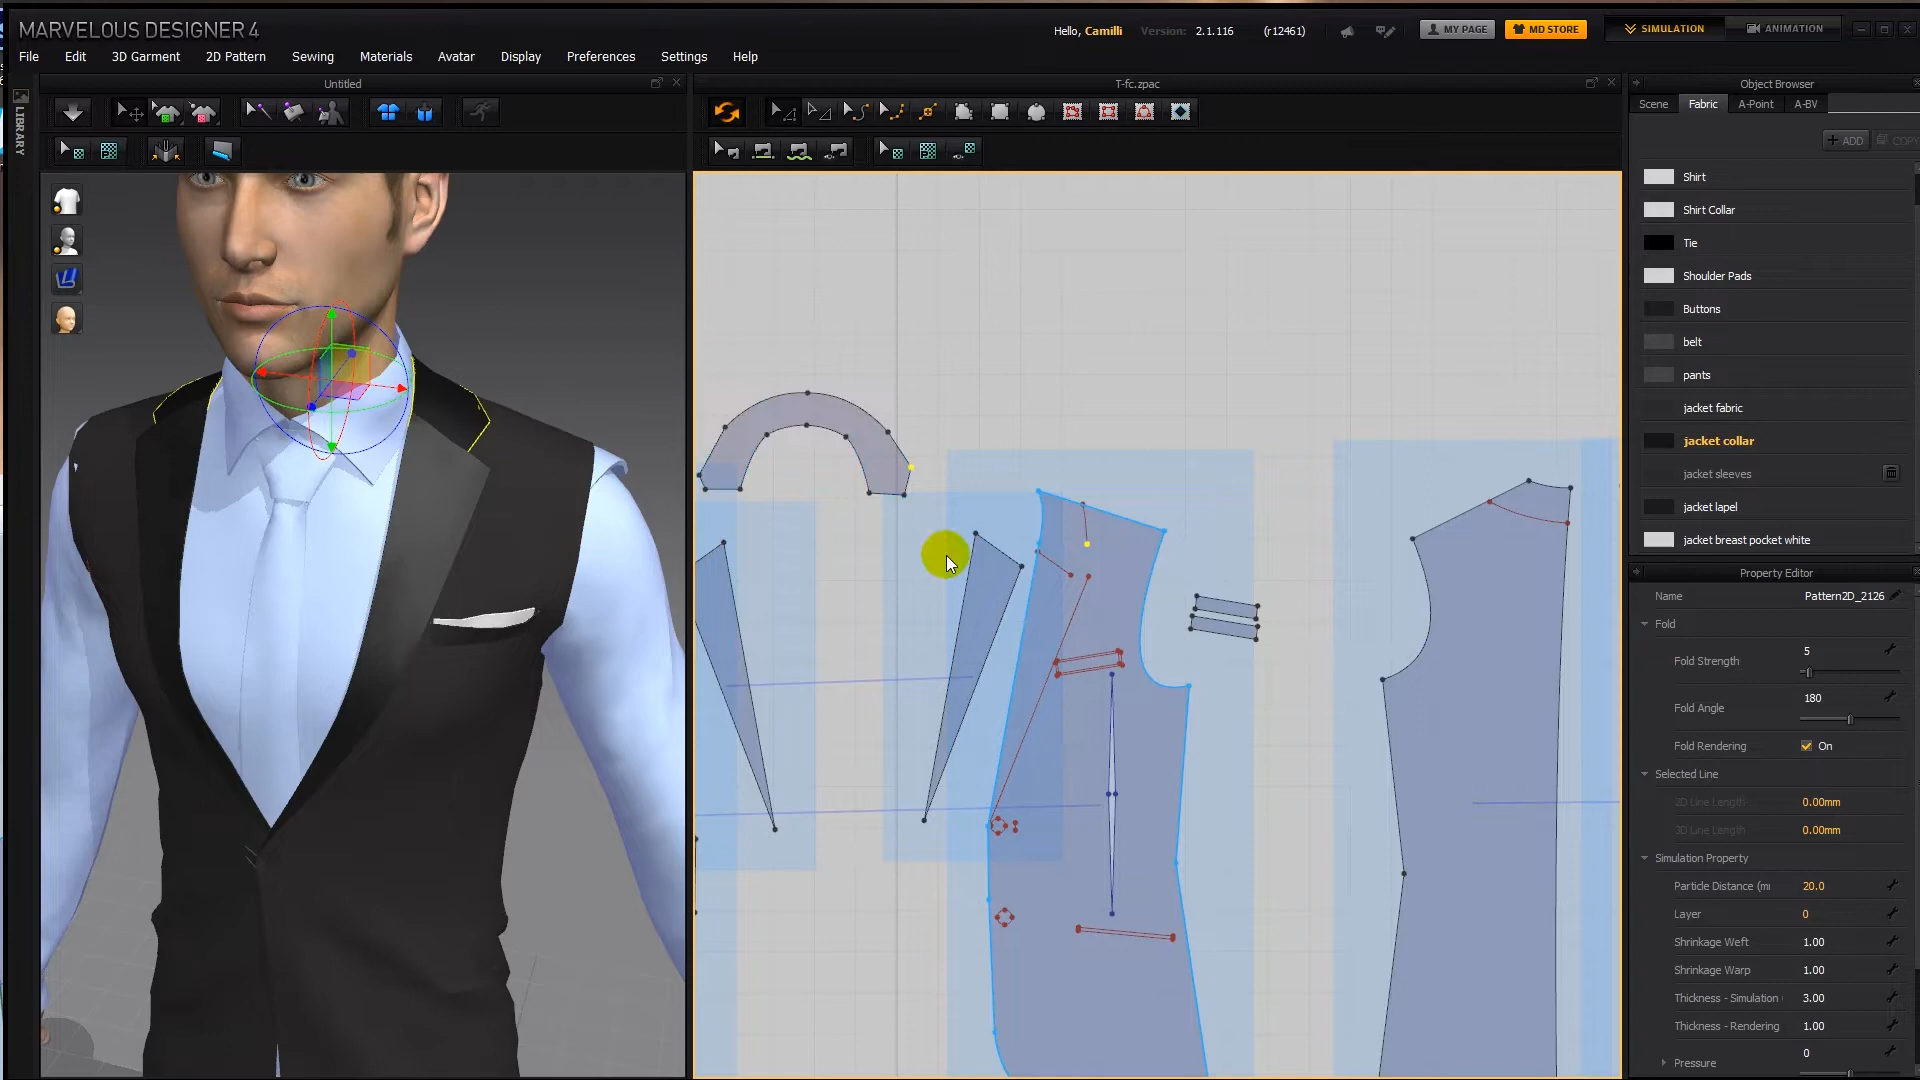 MARVELOUS DESIGNER 4
Hello, Camilli
Version: 2.1.116 (r12461)
MY PAGE
MD STORE
SIMULATION
ANIMATION
File Edit 3D Garment 2D Pattern Sewing Materials Avatar Display Preferences Settings Help
LIBRARY
Untitled
T-fc.zpac
Object Browser
Scene Fabric A-Point A-BV
+ ADD COPY
Shirt
Shirt Collar
Tie
Shoulder Pads
Buttons
belt
pants
jacket fabric
jacket collar
jacket sleeves
jacket lapel
jacket breast pocket white
Property Editor
Name Pattern2D_2126
Fold
Fold Strength 5
Fold Angle 180
Fold Rendering On
Selected Line
2D Line Length 0.00mm
3D Line Length 0.00mm
Simulation Property
Particle Distance (m 20.0
Layer 0
Shrinkage Weft 1.00
Shrinkage Warp 1.00
Thickness - Simulation 3.00
Thickness - Rendering 1.00
Pressure 0